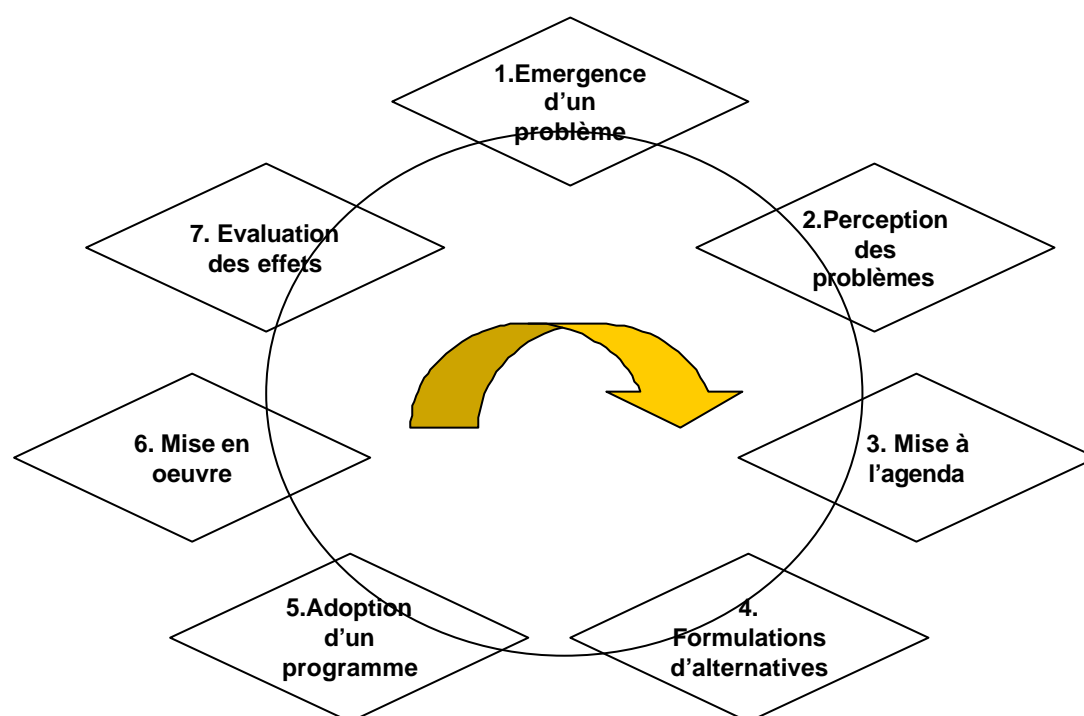 1.Emergence
d’un
problème
2.Perception
des
problèmes
3. Mise à
l’agenda
4.
Formulations
d’alternatives
5.Adoption
d’un
programme
6. Mise en
oeuvre
7. Evaluation
des effets